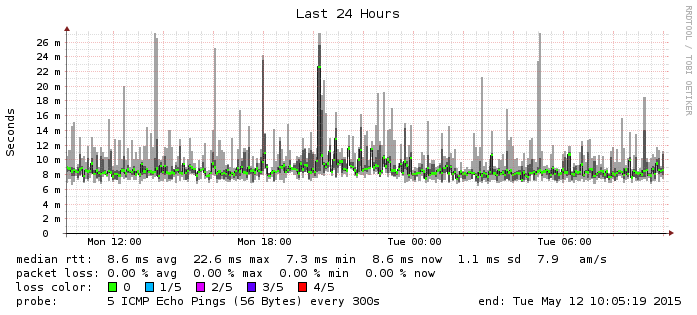 Last 24 Hours
RRDTOOL / TOBI OETIKER
Seconds
26 m
24 m
22 m
20 m
18 m
16 m
14 m
12 m
10 m
8 m
6 m
4 m
2 m
0
Mon 12:00 Mon 18:00 Tue 00:00 Tue 06:00
median rtt: 8.6 ms avg 22.6 ms max 7.3 ms min 8.6 ms now 1.1 ms sd 7.9 am/s
packet loss: 0.00 % avg 0.00 % max 0.00 % min 0.00 % now
loss color: 0 1/5 2/5 3/5 4/5
probe: 5 ICMP Echo Pings (56 Bytes) every 300s end: Tue May 12 10:05:19 2015